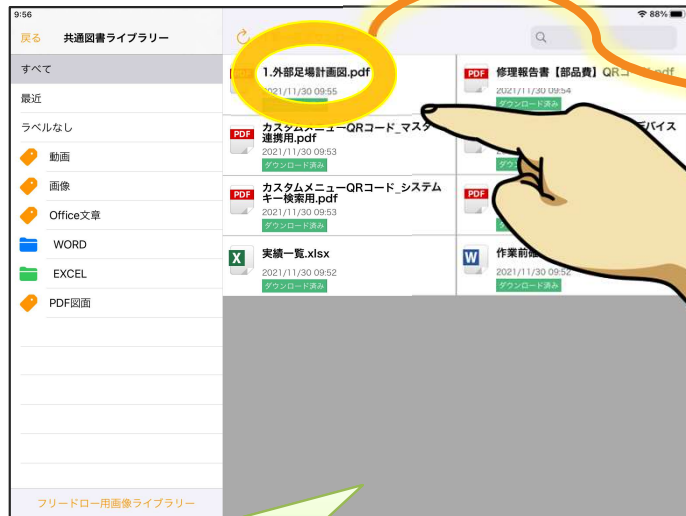 9:56
88%
戻る
共通図書ライブラリー
すべて
最近
ラベルなし
動画
画像
Office文章
WORD
EXCEL
PDF図面
フリードロー用画像ライブラリー
1.外部足場計画図.pdf
2021/11/30 09:55
PDF
修理報告書【部品費】QRコード.pdf
2021/11/30 09:54
ダウンロード済み
PDF
カスタムメニューQRコード_マスター
連携用.pdf
2021/11/30 09:53
ダウンロード済み
デバイス
PDF
カスタムメニューQRコード_システム
キー検索用.pdf
2021/11/30 09:53
ダウンロード済み
PDF
X
実績一覧.xlsx
2021/11/30 09:52
ダウンロード済み
W
作業前
2021/11/30 09:52
ダウンロード済み